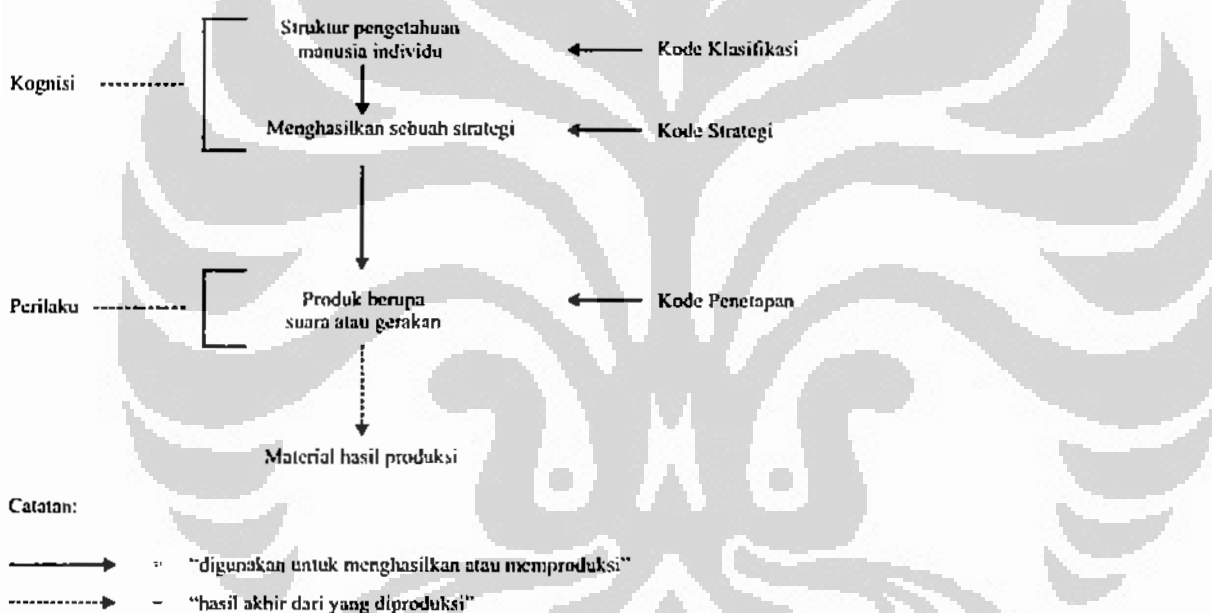 Struktur pengetahuan
manusia individu
Kode Klasifikasi
Kognisi
Menghasilkan sebuah strategi
Kode Strategi
Perilaku
Produk berupa
suara atau gerakan
Kode Penetapan
Material hasil produksi
Catatan:
= “digunakan untuk menghasilkan atau memproduksi”
= “hasil akhir dari yang diproduksi”